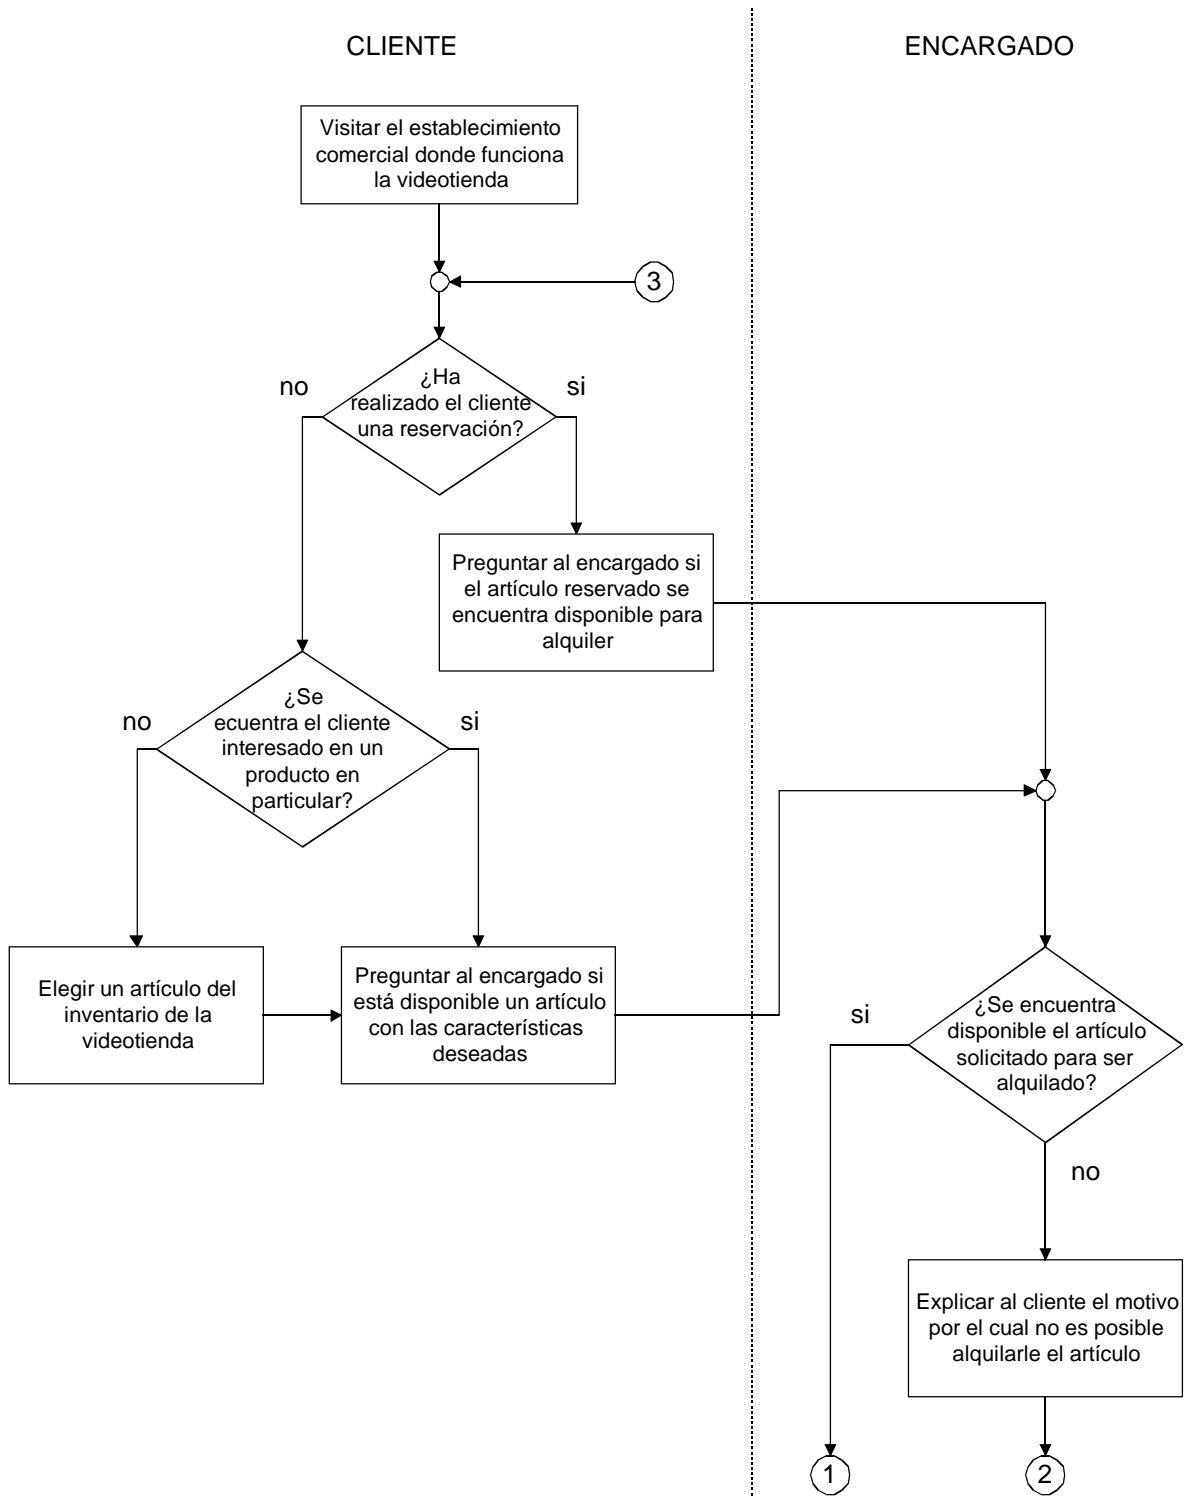 CLIENTE
ENCARGADO
Visitar el establecimiento
comercial donde funciona
la videotienda
3
no
si
¿Ha
realizado el cliente
una reservación?
Preguntar al encargado si
el artículo reservado se
encuentra disponible para
alquiler
no
si
¿Se
ecuentra el cliente
interesado en un
producto en
particular?
Elegir un artículo del
inventario de la
videotienda
Preguntar al encargado si
está disponible un artículo
con las características
deseadas
si
¿Se encuentra
disponible el artículo
solicitado para ser
alquilado?
no
Explicar al cliente el motivo
por el cual no es posible
alquilarle el artículo
1
2